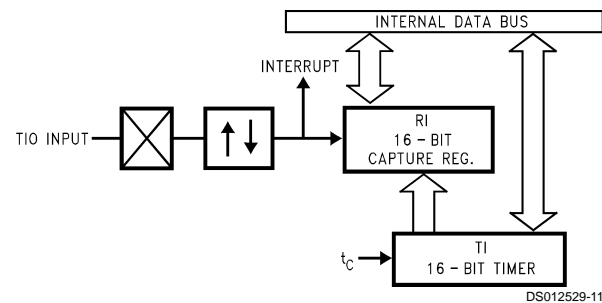 INTERNAL DATA BUS
INTERRUPT
TIO INPUT
RI
16 – BIT
CAPTURE REG.
tC
TI
16 – BIT TIMER
DS012529-11